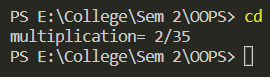 PS E:\College\Sem 2\OOPS> cd
multiplication= 2/35
PS E:\College\Sem 2\OOPS>